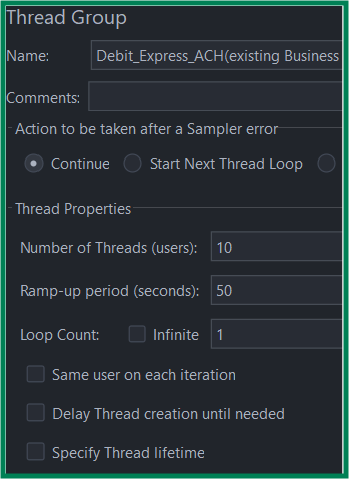 Thread Group
Name: Debit_Express_ACH(existing Business
Comments:
Action to be taken after a Sampler error
Continue Start Next Thread Loop
Thread Properties
Number of Threads (users): 10
Ramp-up period (seconds): 50
Loop Count: Infinite 1
Same user on each iteration
Delay Thread creation until needed
Specify Thread lifetime